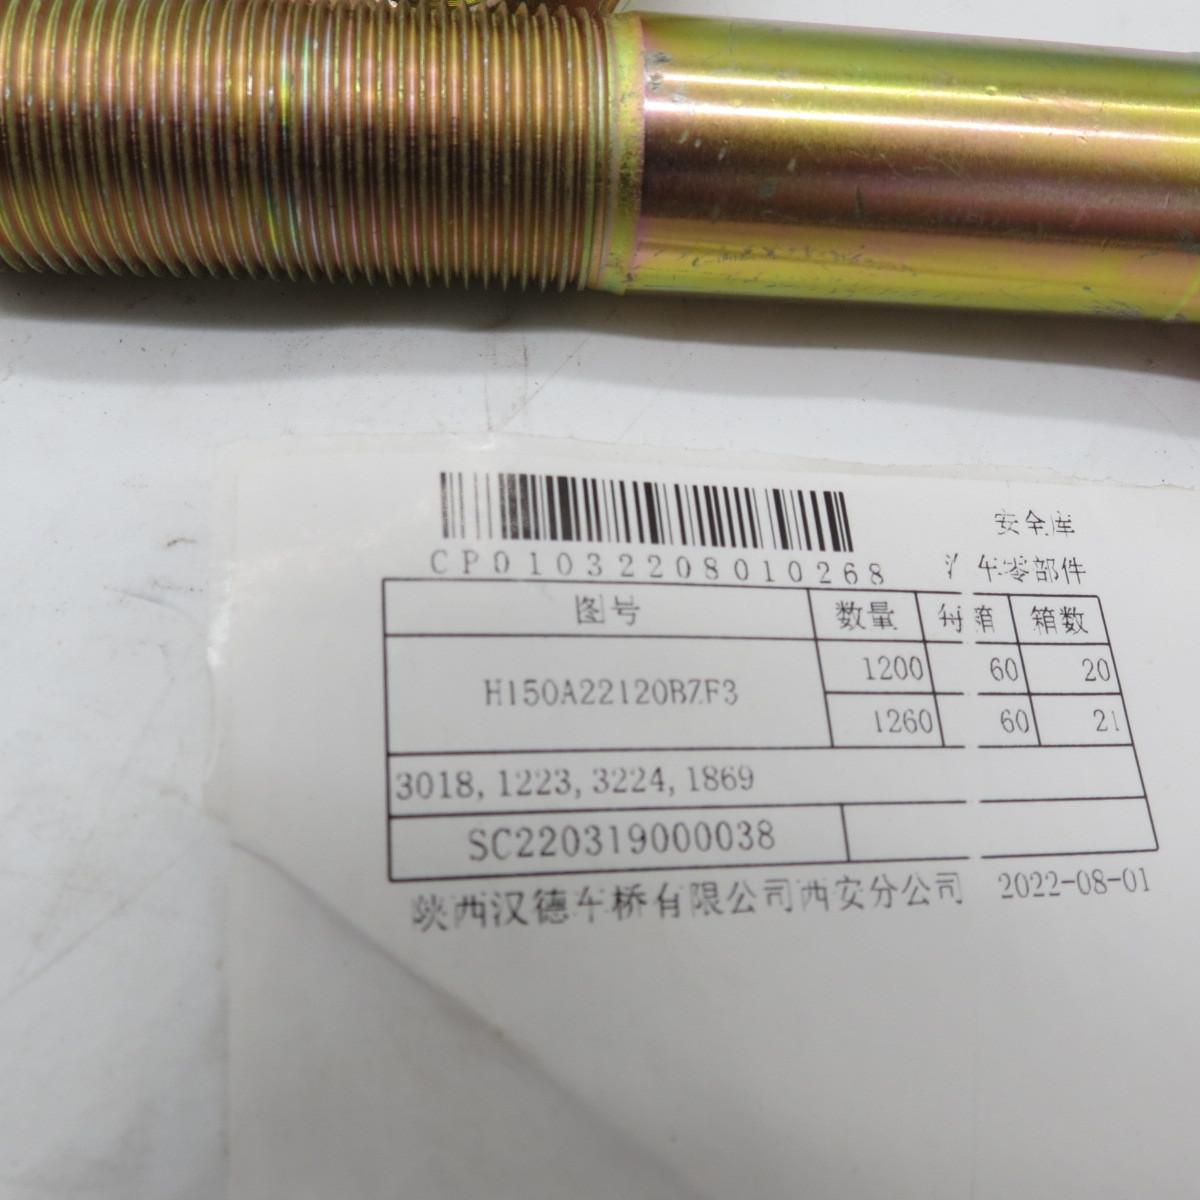 安全库
CP01032208010268
汽车零部件
图号 数量 每箱 箱数
H150A22120BZF3
1200 60 20
1260 60 21
3018, 1223, 3224, 1869
SC220319000038
陕西汉德车桥有限公司西安分公司 2022-08-01